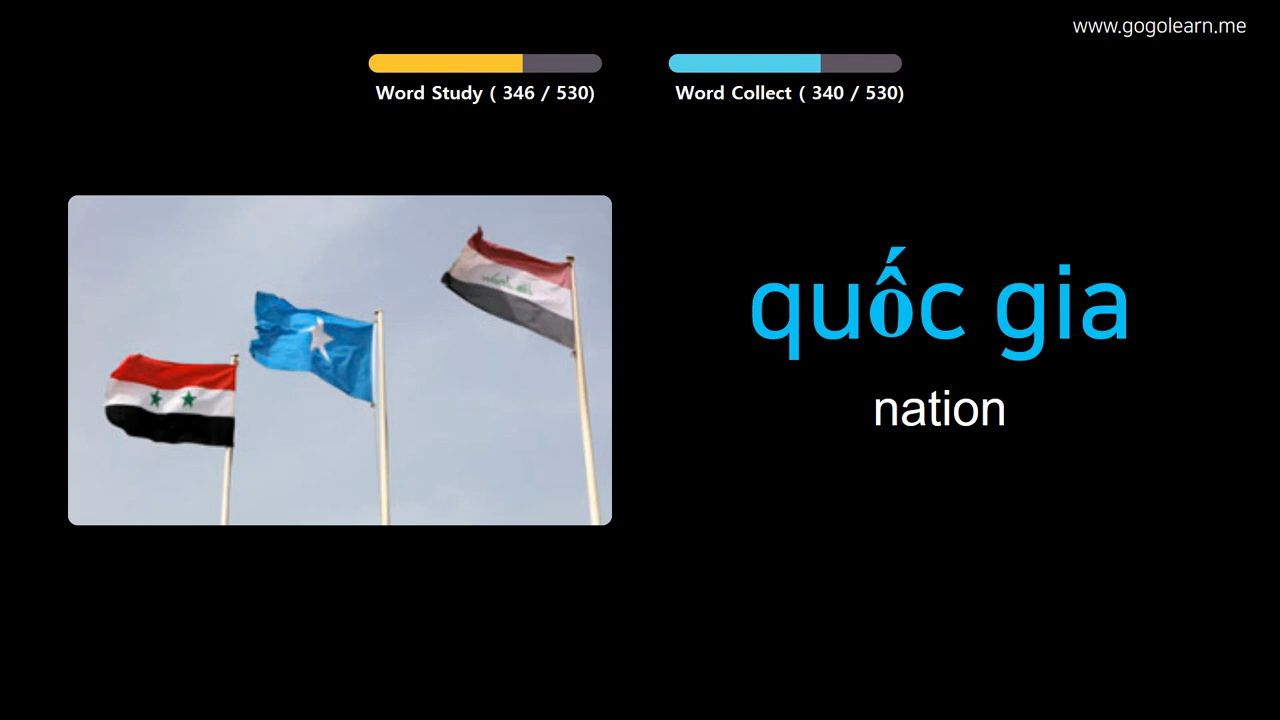 www.gogolearn.me
Word Study ( 346 / 530)
Word Collect ( 340 / 530)
quốc gia
nation